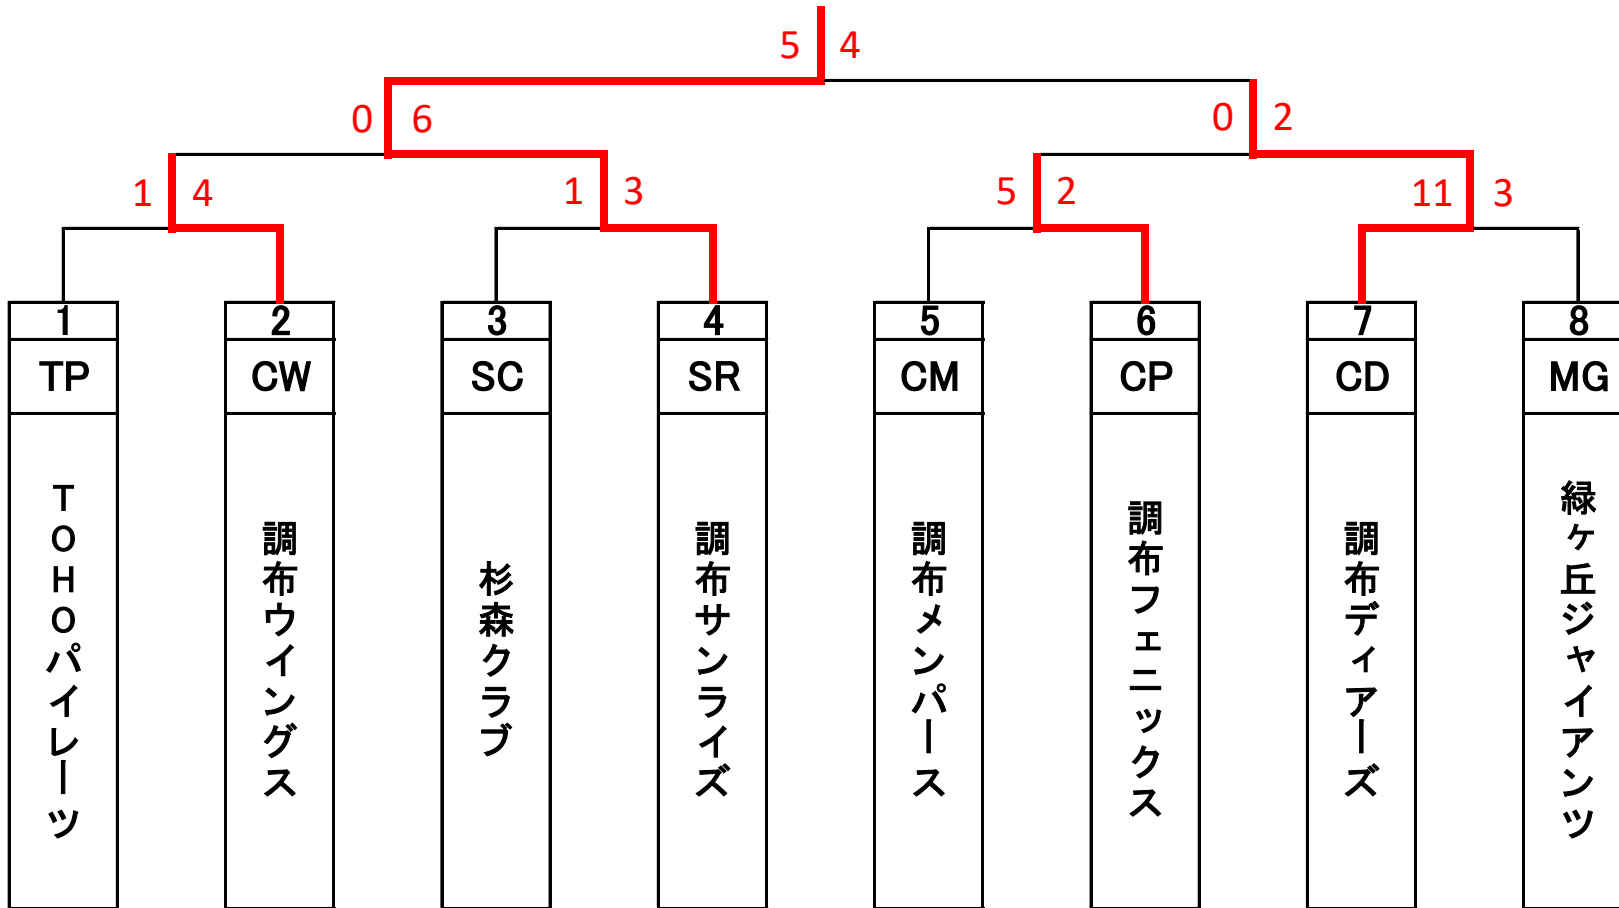 5 4
0 6
0 2
1 4
1 3
5 2
11 3
1
2
3
4
5
6
7
8
TP
CW
SC
SR
CM
CP
CD
MG
TOHOパイレーツ
調布ウイングス
杉森クラブ
調布サンライズ
調布メンパース
調布フェニックス
調布ディアーズ
緑ヶ丘ジャイアンツ